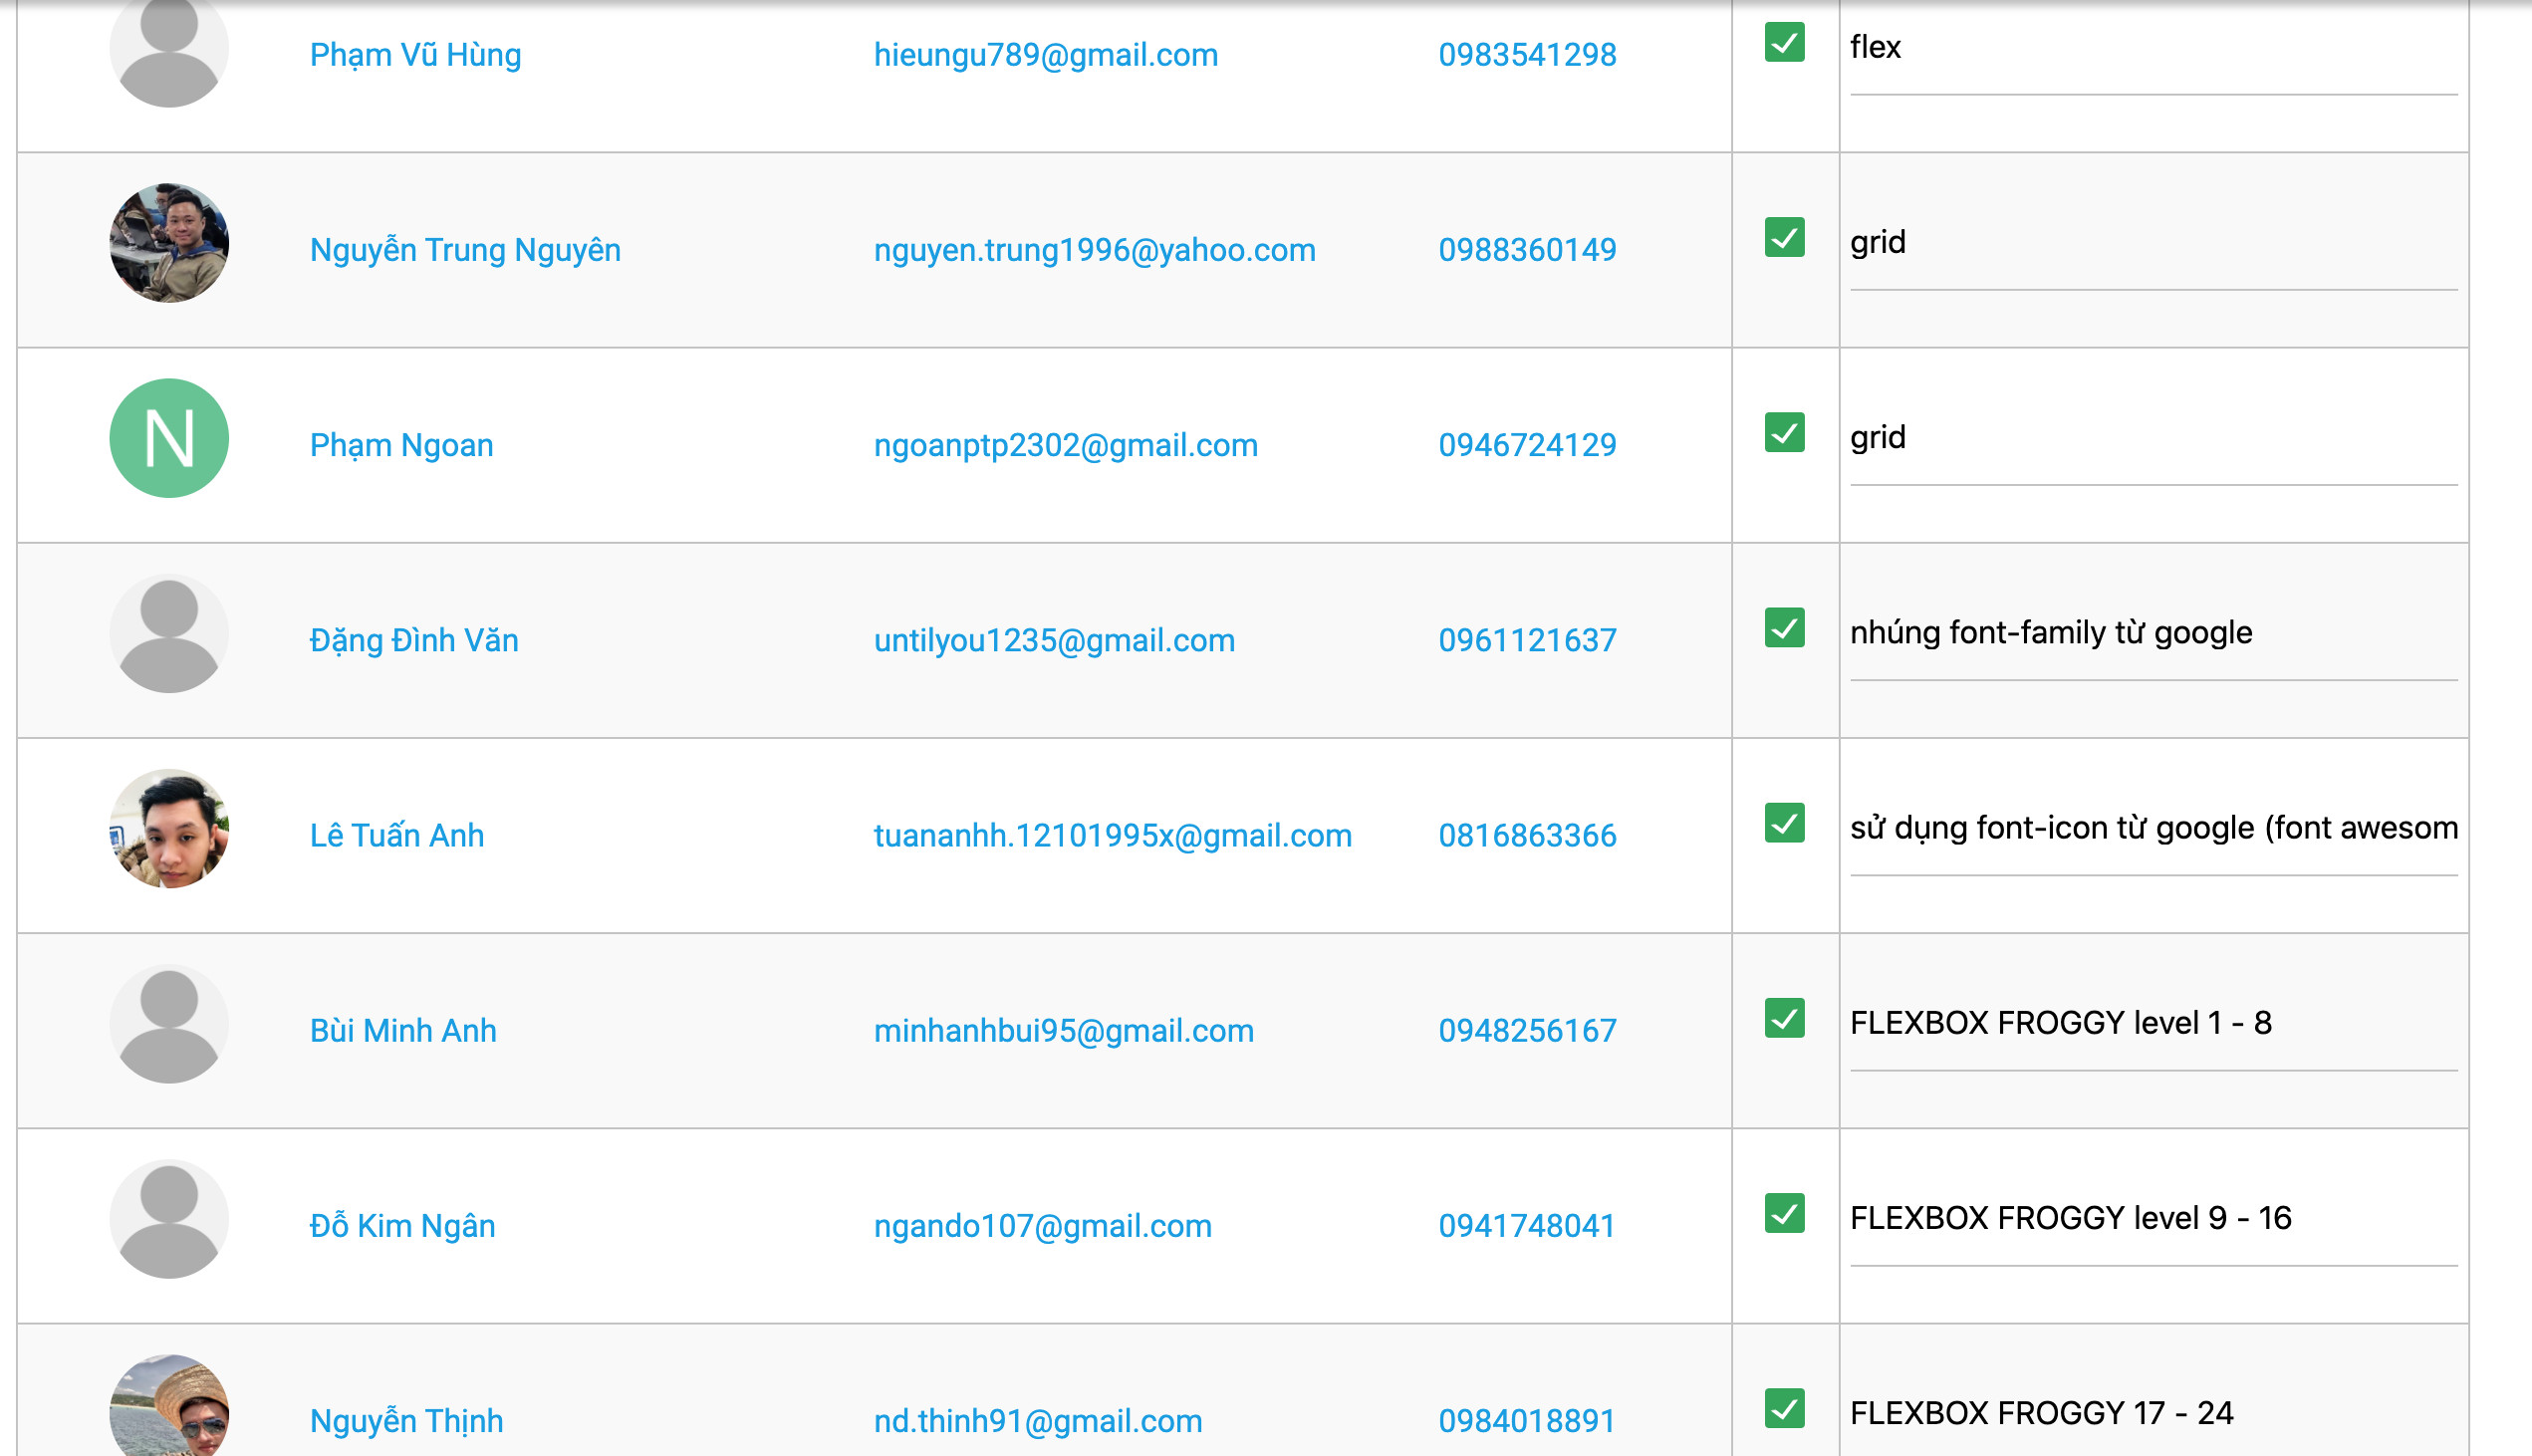 Phạm Vũ Hùng hieungu789@gmail.com 0983541298 flex
Nguyễn Trung Nguyên nguyen.trung1996@yahoo.com 0988360149 grid
N Phạm Ngoan ngoanptp2302@gmail.com 0946724129 grid
Đặng Đình Văn untilyou1235@gmail.com 0961121637 nhúng font-family từ google
Lê Tuấn Anh tuananhh.12101995x@gmail.com 0816863366 sử dụng font-icon từ google (font awesom
Bùi Minh Anh minhanhbui95@gmail.com 0948256167 FLEXBOX FROGGY level 1 - 8
Đỗ Kim Ngân ngando107@gmail.com 0941748041 FLEXBOX FROGGY level 9 - 16
Nguyễn Thịnh nd.thinh91@gmail.com 0984018891 FLEXBOX FROGGY 17 - 24